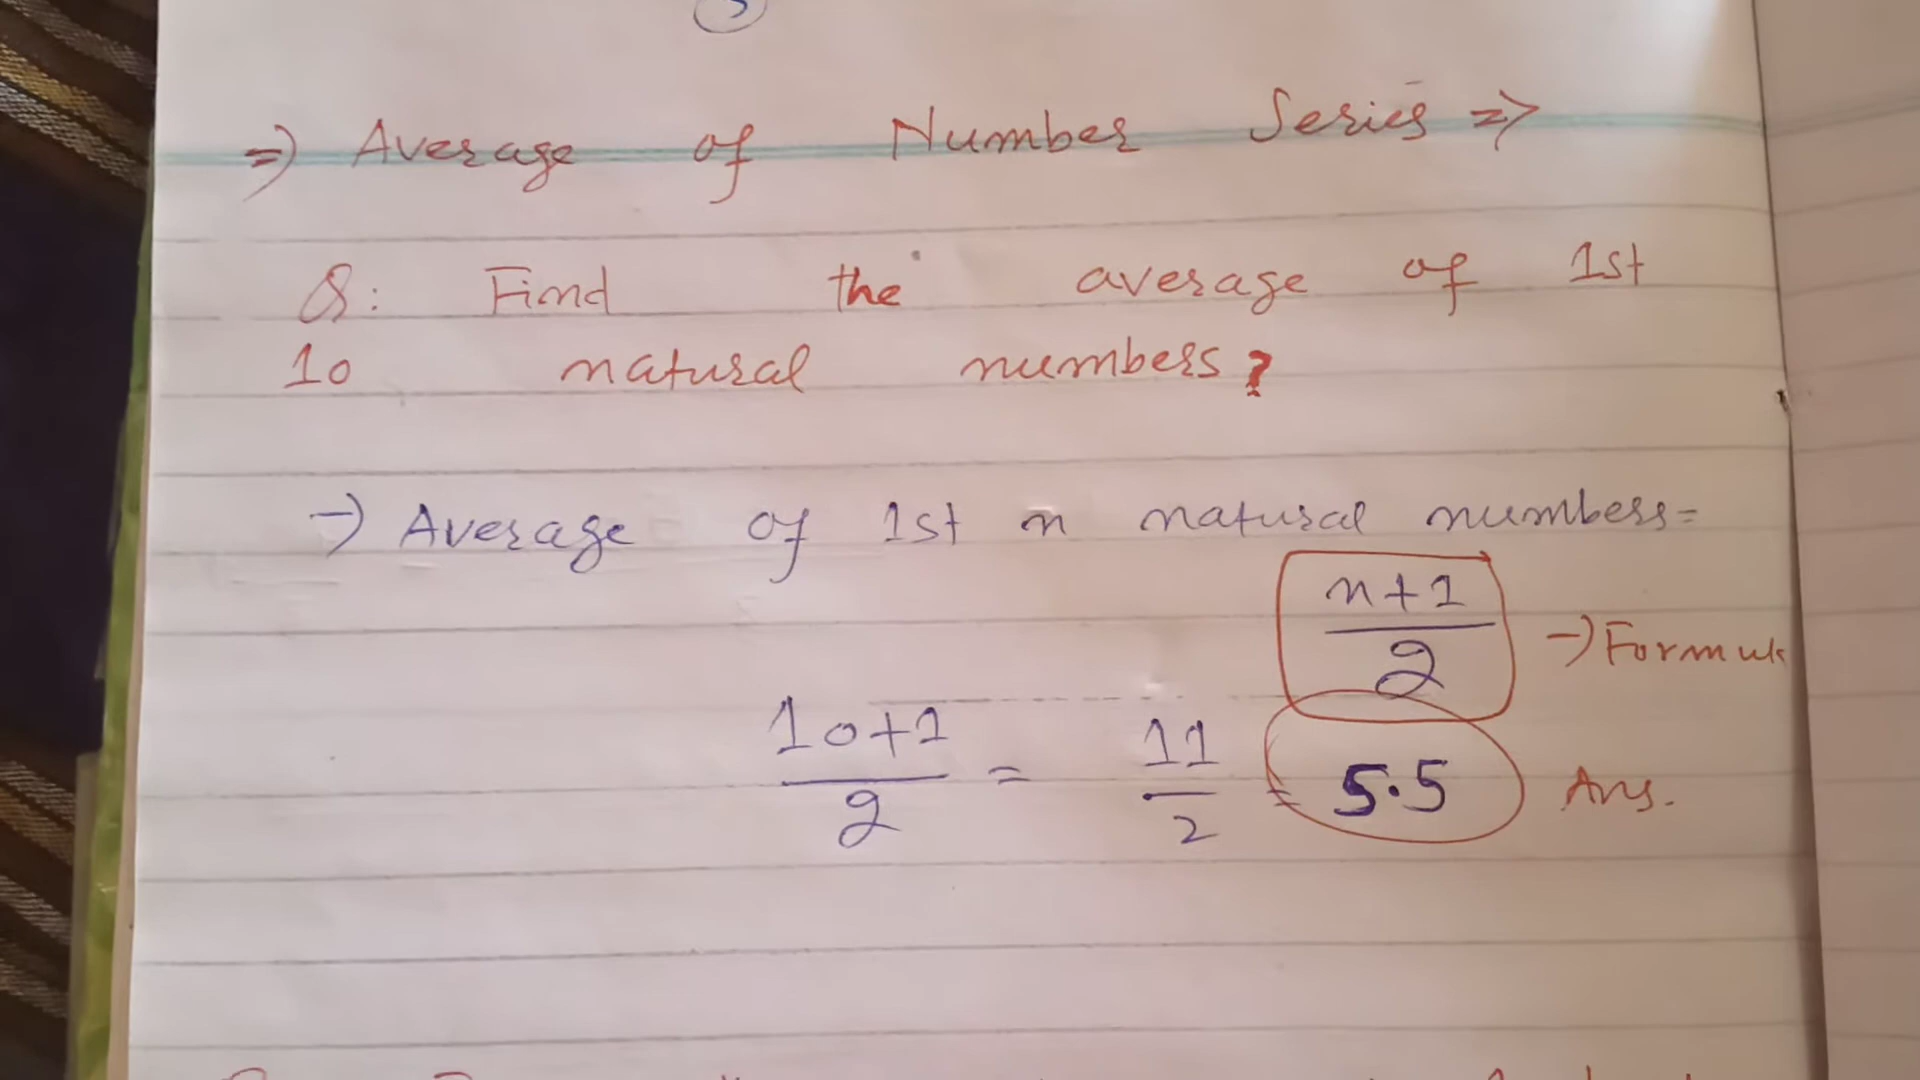 => Average of Number Series =>
Q: Find the average of 1st
10 natural numbers?
→ Average of 1st n natural numbers=
n+1
2
→ Formul
10+1
2
=
11
2
= 5.5 Ans.